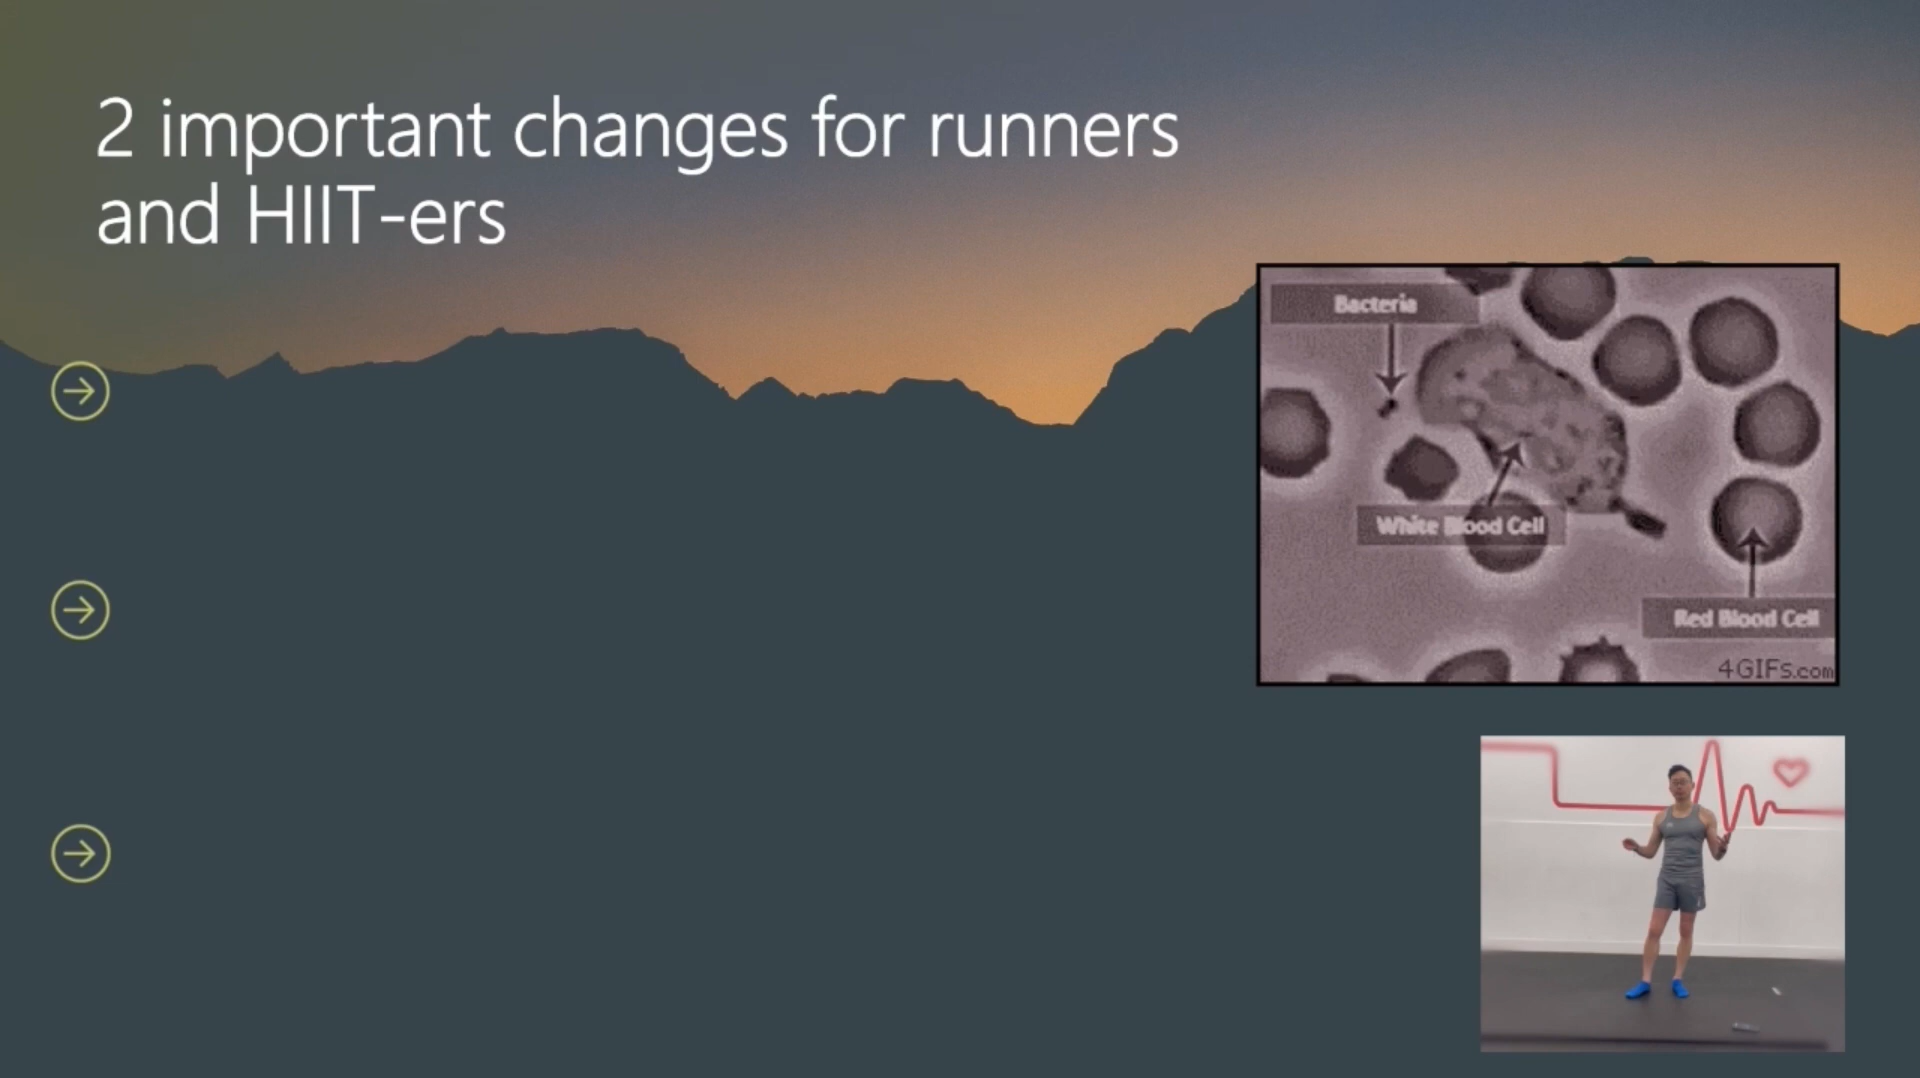 2 important changes for runners
and HIIT-ers
Bacteria
White Blood Cell
Red Blood Cell
4GIFs.com